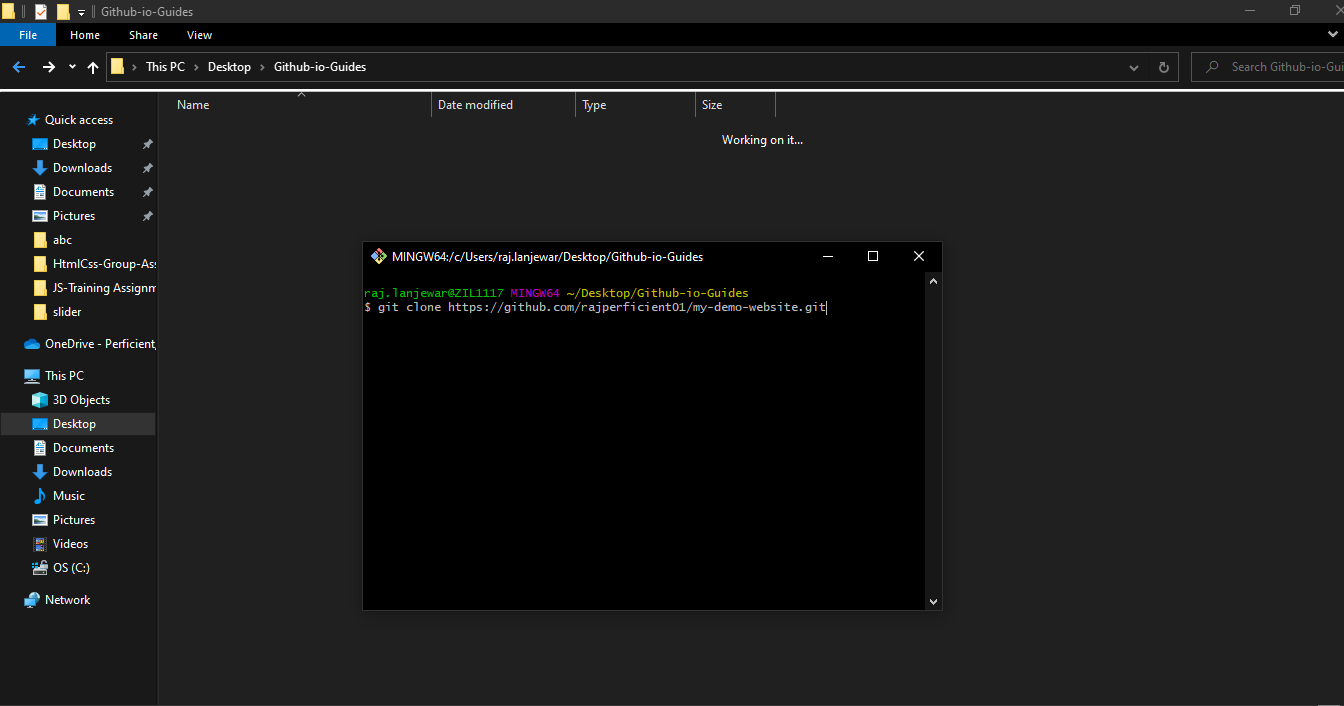 Github-io-Guides
File Home Share View
This PC Desktop Github-io-Guides Search Github-io-Gui
Name Date modified Type Size
Working on it...
Quick access
Desktop
Downloads
Documents
Pictures
abc
HtmlCss-Group-Ass
JS-Training Assignm
slider
OneDrive - Perficient,
This PC
3D Objects
Desktop
Documents
Downloads
Music
Pictures
Videos
OS (C:)
Network
MINGW64:/c/Users/raj.lanjewar/Desktop/Github-io-Guides
raj.lanjewar@ZIL1117 MINGW64 ~/Desktop/Github-io-Guides
$ git clone https://github.com/rajperficient01/my-demo-website.git